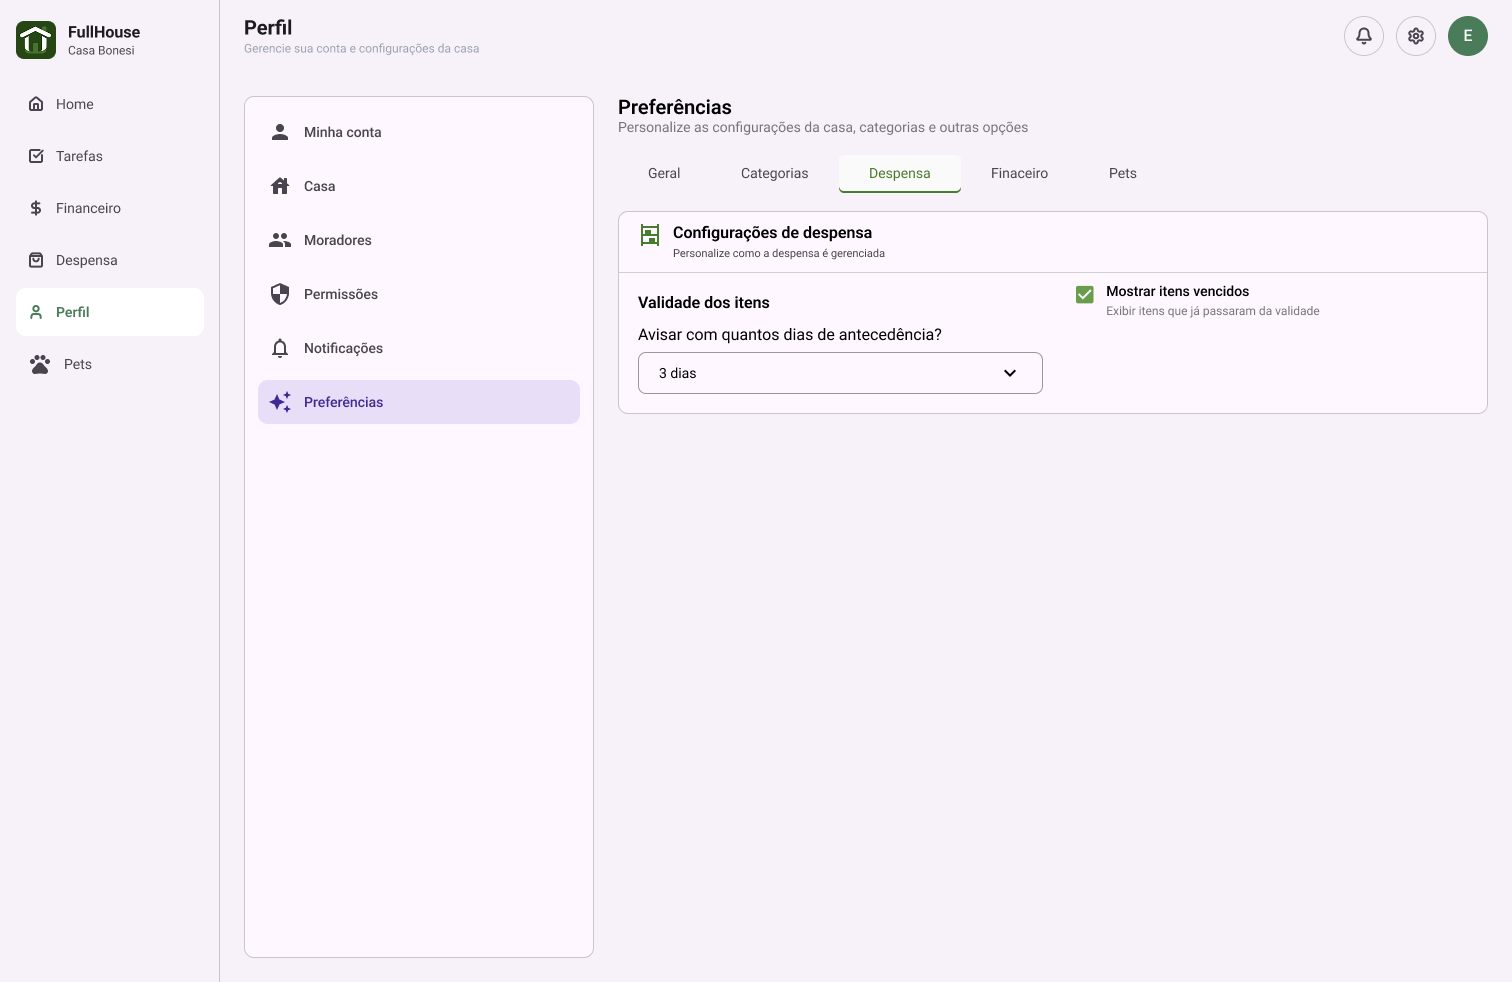 FullHouse
Casa Bonesi
Home
Tarefas
Financeiro
Despensa
Perfil
Pets
Perfil
Gerencie sua conta e configurações da casa
E
Minha conta
Casa
Moradores
Permissões
Notificações
Preferências
Preferências
Personalize as configurações da casa, categorias e outras opções
Geral
Categorias
Despensa
Finaceiro
Pets
Configurações de despensa
Personalize como a despensa é gerenciada
Validade dos itens
Avisar com quantos dias de antecedência?
3 dias
Mostrar itens vencidos
Exibir itens que já passaram da validade